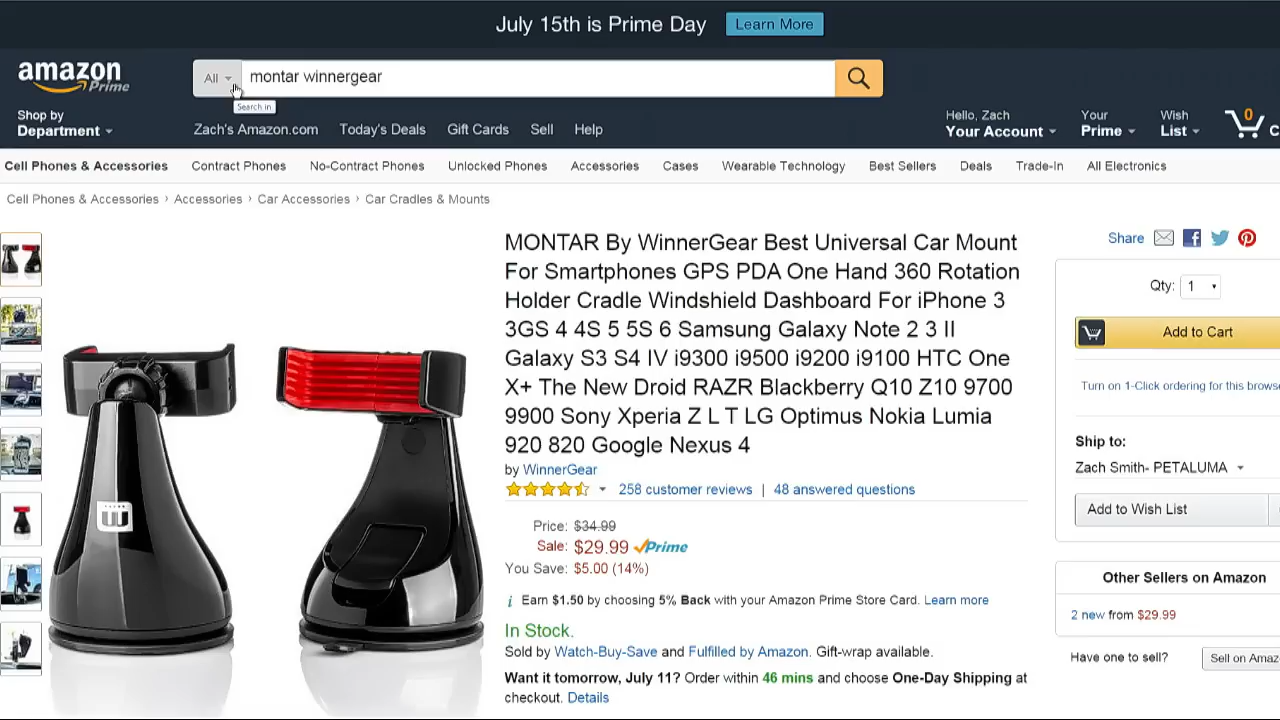 July 15th is Prime Day Learn More
amazon Prime
All montar winnergear
Search in
Shop by Department
Zach's Amazon.com Today's Deals Gift Cards Sell Help
Hello, Zach
Your Account
Your Prime
Wish List
0
Cell Phones & Accessories Contract Phones No-Contract Phones Unlocked Phones Accessories Cases Wearable Technology Best Sellers Deals Trade-In All Electronics
Cell Phones & Accessories › Accessories › Car Accessories › Car Cradles & Mounts
MONTAR By WinnerGear Best Universal Car Mount
For Smartphones GPS PDA One Hand 360 Rotation
Holder Cradle Windshield Dashboard For iPhone 3
3GS 4 4S 5 5S 6 Samsung Galaxy Note 2 3 II
Galaxy S3 S4 IV i9300 i9500 i9200 i9100 HTC One
X+ The New Droid RAZR Blackberry Q10 Z10 9700
9900 Sony Xperia Z L T LG Optimus Nokia Lumia
920 820 Google Nexus 4
by WinnerGear
258 customer reviews | 48 answered questions
Price: $34.99
Sale: $29.99 Prime
You Save: $5.00 (14%)
i Earn $1.50 by choosing 5% Back with your Amazon Prime Store Card. Learn more
In Stock.
Sold by Watch-Buy-Save and Fulfilled by Amazon. Gift-wrap available.
Want it tomorrow, July 11? Order within 46 mins and choose One-Day Shipping at
checkout. Details
Share
Qty: 1
Add to Cart
Turn on 1-Click ordering for this brows
Ship to:
Zach Smith- PETALUMA
Add to Wish List
Other Sellers on Amazon
2 new from $29.99
Have one to sell? Sell on Amaz